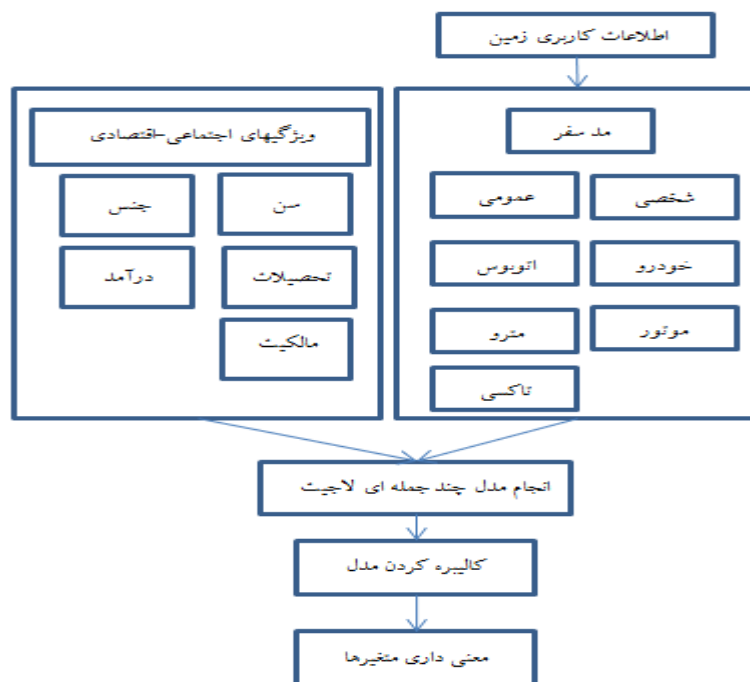 اطلاعات کاربری زمین
مد سفر
شخصی
عمومی
خودرو
اتوبوس
موتور
مترو
تاکسی
ویژگیهای اجتماعی-اقتصادی
سن
جنس
تحصیلات
درآمد
مالکیت
انجام مدل چند جمله ای لاجیت
کالیبره کردن مدل
معنی داری متغیرها